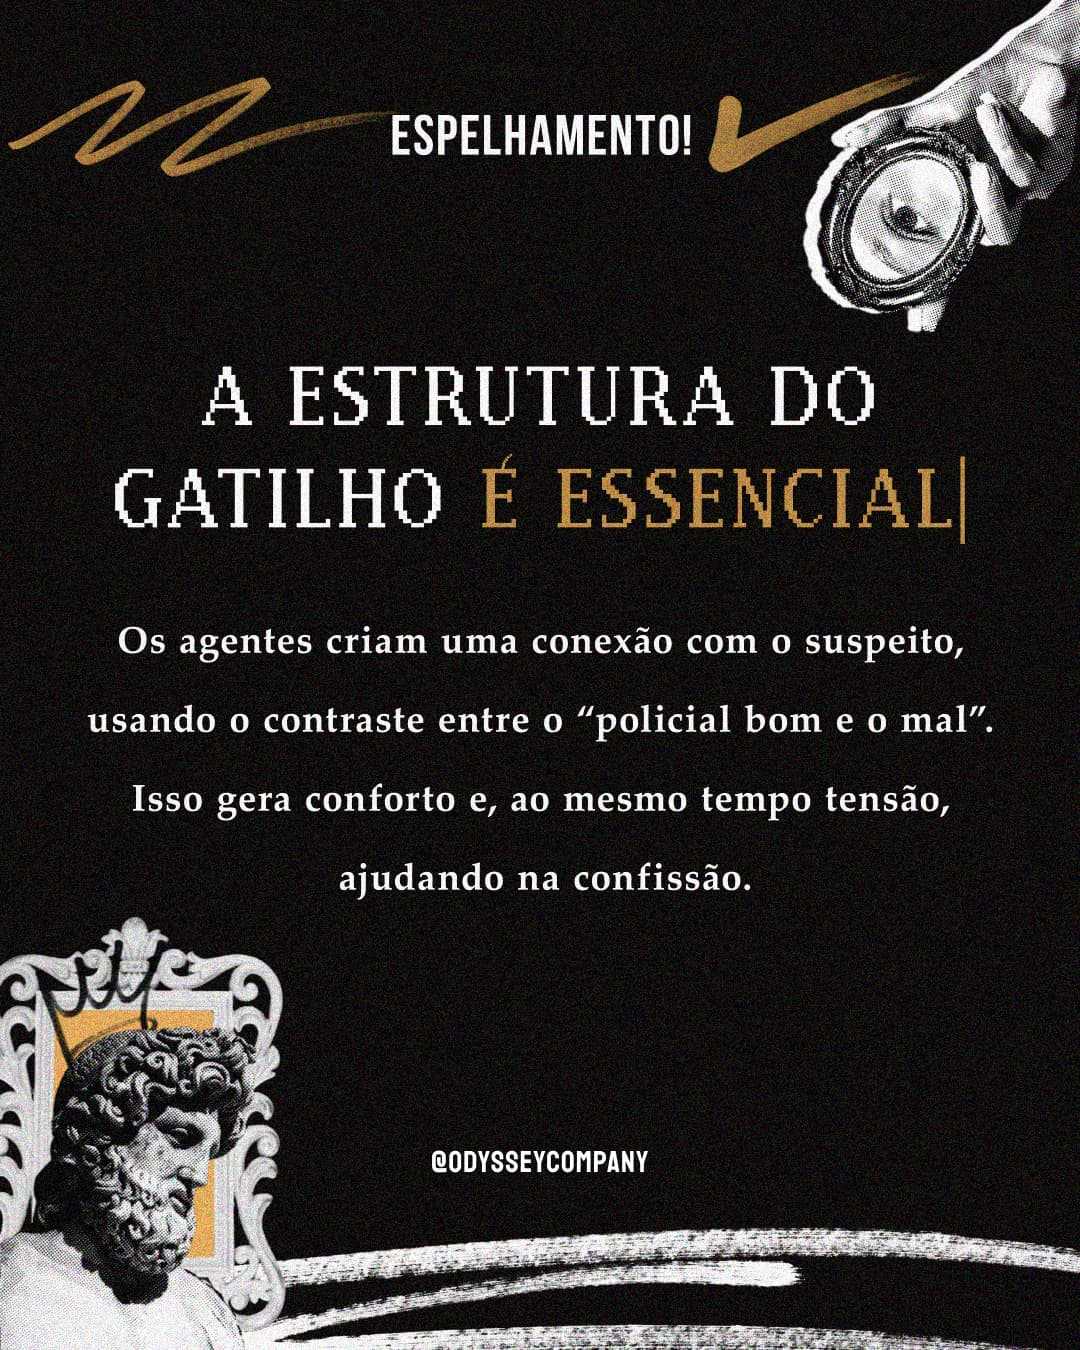 ESPELHAMENTO!
A ESTRUTURA DO
GATILHO É ESSENCIAL
Os agentes criam uma conexão com o suspeito,
usando o contraste entre o “policial bom e o mal”.
Isso gera conforto e, ao mesmo tempo tensão,
ajudando na confissão.
@ODYSSEYCOMPANY